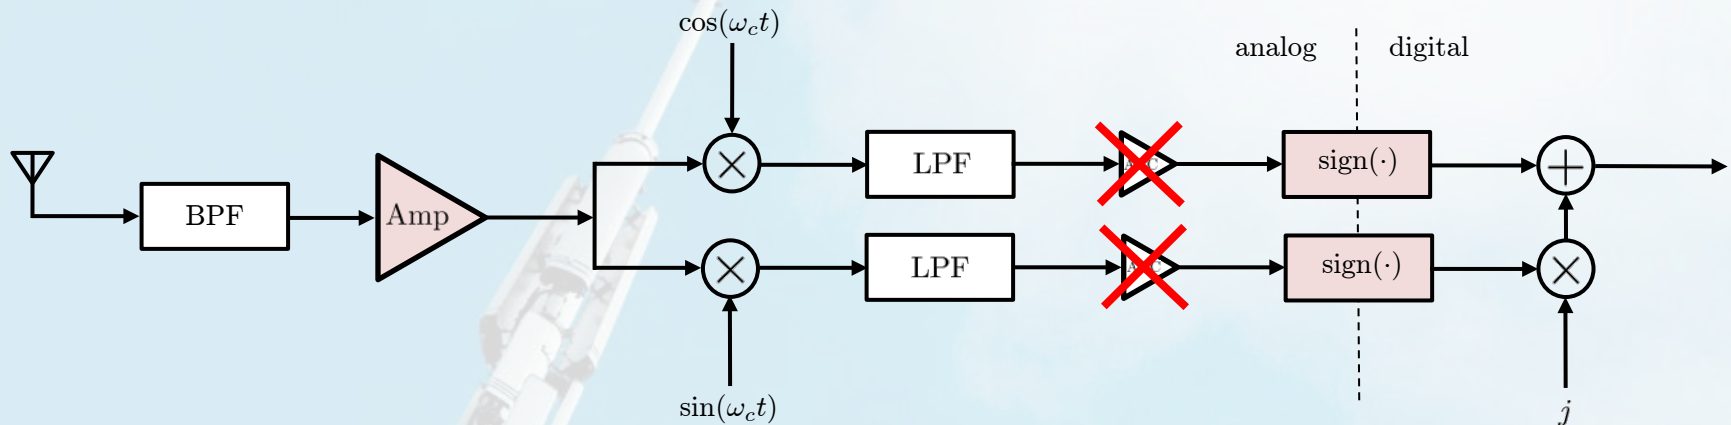 cos(ω_c t)
analog
digital
BPF
Amp
LPF
sign(·)
LPF
sign(·)
sin(ω_c t)
j